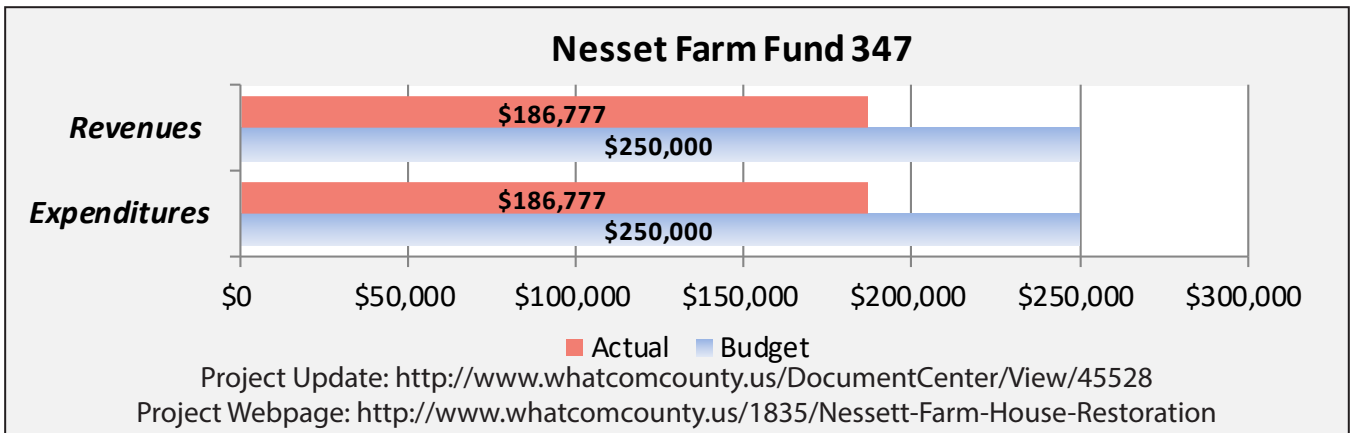 Nesset Farm Fund 347
Revenues
$186,777
$250,000
Expenditures
$186,777
$250,000
$0 $50,000 $100,000 $150,000 $200,000 $250,000 $300,000
Actual Budget
Project Update: http://www.whatcomcounty.us/DocumentCenter/View/45528
Project Webpage: http://www.whatcomcounty.us/1835/Nessett-Farm-House-Restoration